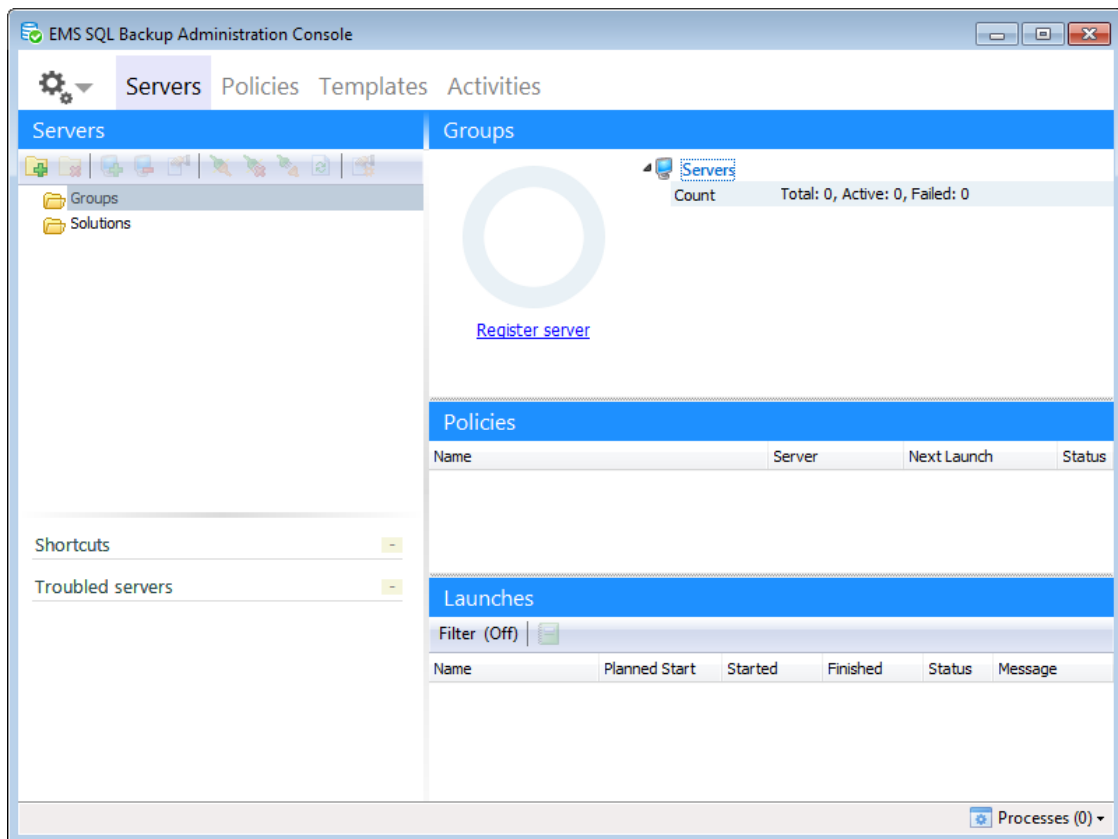 EMS SQL Backup Administration Console
Servers Policies Templates Activities
Servers
Groups
Solutions
Shortcuts
Troubled servers
Groups
Servers
Count Total: 0, Active: 0, Failed: 0
Register server
Policies
Name Server Next Launch Status
Launches
Filter (Off)
Name Planned Start Started Finished Status Message
Processes (0)